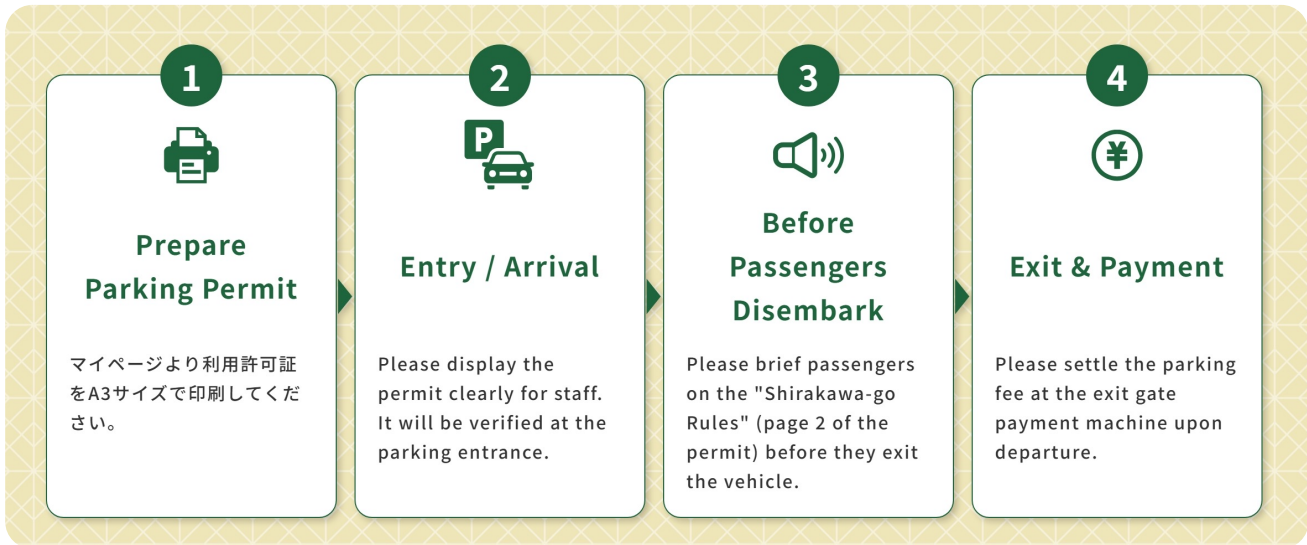 1
Prepare
Parking Permit
マイページより利用許可証
をA3サイズで印刷してくだ
さい。
2
P
Entry / Arrival
Please display the
permit clearly for staff.
It will be verified at the
parking entrance.
3
Before
Passengers
Disembark
Please brief passengers
on the "Shirakawa-go
Rules" (page 2 of the
permit) before they exit
the vehicle.
4
¥
Exit & Payment
Please settle the parking
fee at the exit gate
payment machine upon
departure.